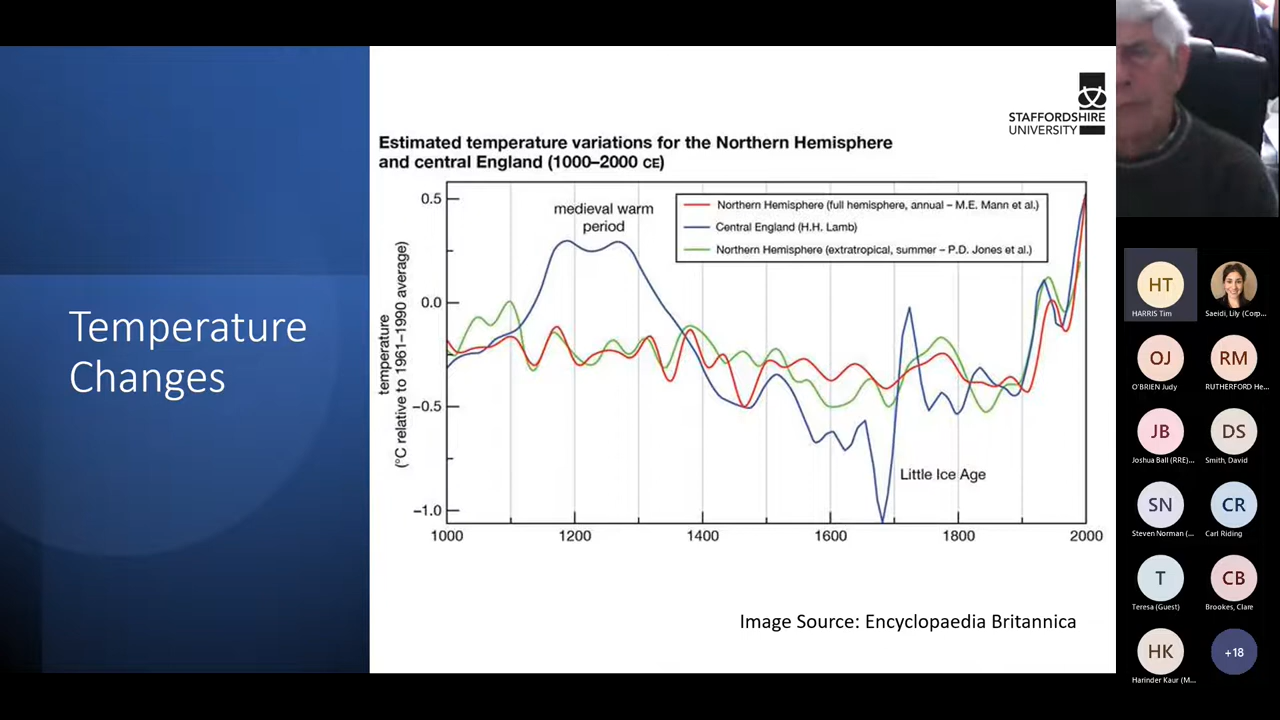 Temperature
Changes
STAFFORDSHIRE
UNIVERSITY
Estimated temperature variations for the Northern Hemisphere
and central England (1000–2000 CE)
temperature
(°C relative to 1961–1990 average)
0.5
0.0
−0.5
−1.0
medieval warm
period
Northern Hemisphere (full hemisphere, annual – M.E. Mann et al.)
Central England (H.H. Lamb)
Northern Hemisphere (extratropical, summer – P.D. Jones et al.)
Little Ice Age
1000 1200 1400 1600 1800 2000
Image Source: Encyclopaedia Britannica
HT
HARRIS Tim
Saeidi, Lily (Corp...
OJ
O'BRIEN Judy
RM
RUTHERFORD He...
JB
Joshua Ball (RRE)...
DS
Smith, David
SN
Steven Norman (...
CR
Carl Riding
T
Teresa (Guest)
CB
Brookes, Clare
HK
Harinder Kaur (M...
+18